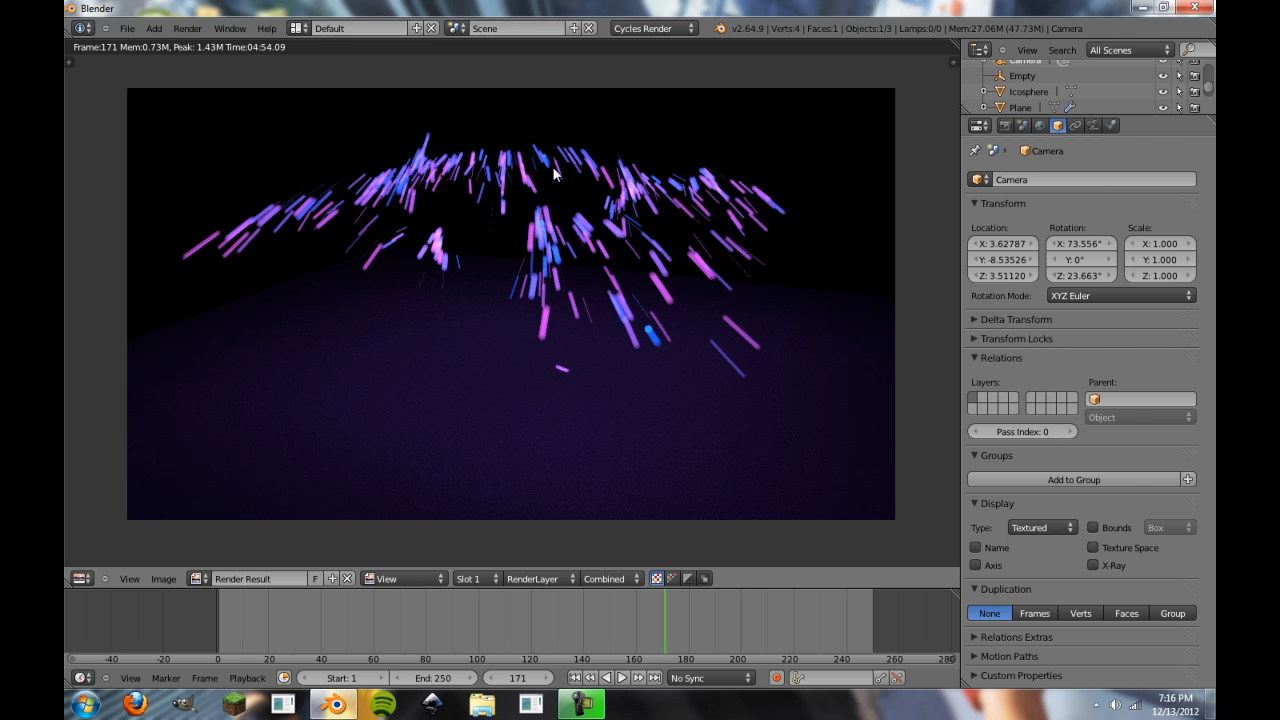 Blender
File Add Render Window Help Default Scene Cycles Render v2.64.9 | Verts:4 | Faces:1 | Objects:1/3 | Lamps:0/0 | Mem:27.06M (47.73M) | Camera
Frame:171 Mem:0.73M, Peak: 1.43M Time:04:54.09
View Search All Scenes
Camera
Empty
Icosphere
Plane
Camera
Camera
Transform
Location: Rotation: Scale:
X: 3.62787 X: 73.556° X: 1.000
Y: -8.53526 Y: 0° Y: 1.000
Z: 3.51120 Z: 23.663° Z: 1.000
Rotation Mode: XYZ Euler
Delta Transform
Transform Locks
Relations
Layers: Parent:
Object
Pass Index: 0
Groups
Add to Group
Display
Type: Textured Bounds Box
Name Texture Space
Axis X-Ray
Duplication
None Frames Verts Faces Group
Relations Extras
Motion Paths
Custom Properties
View Image Render Result F View Slot 1 RenderLayer Combined
-40 -20 0 20 40 60 80 100 120 140 160 180 200 220 240 260 280
View Marker Frame Playback Start: 1 End: 250 171 No Sync
7:16 PM
12/13/2012